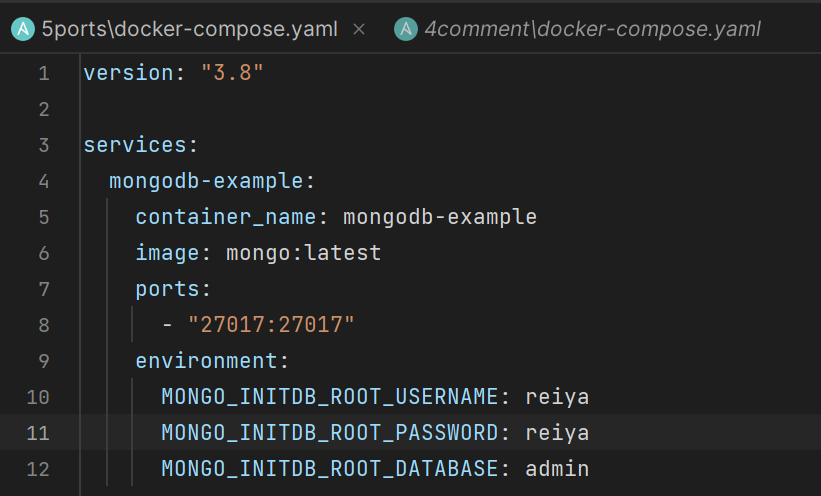 5ports\docker-compose.yaml × 4comment\docker-compose.yaml
1 version: "3.8"
2
3 services:
4 mongodb-example:
5 container_name: mongodb-example
6 image: mongo:latest
7 ports:
8 - "27017:27017"
9 environment:
10 MONGO_INITDB_ROOT_USERNAME: reiya
11 MONGO_INITDB_ROOT_PASSWORD: reiya
12 MONGO_INITDB_ROOT_DATABASE: admin